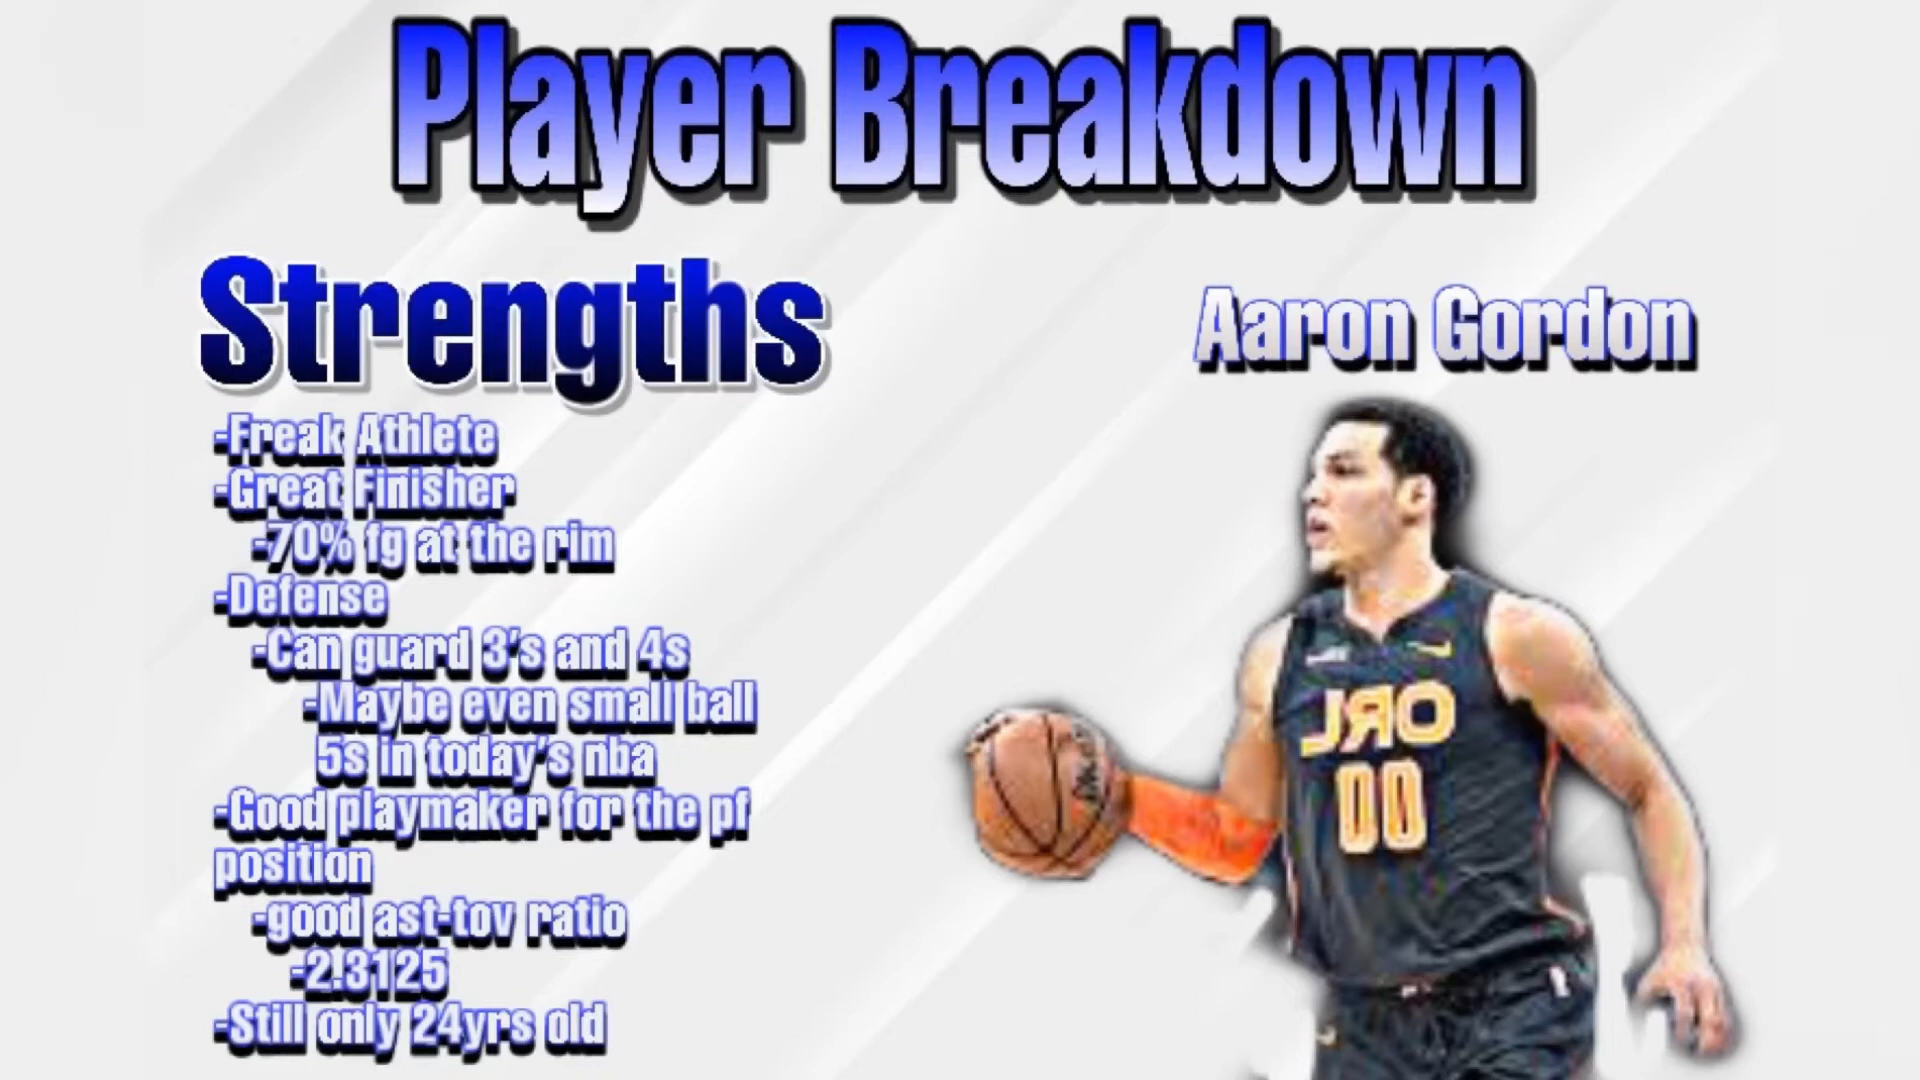 Player Breakdown
Strengths
Aaron Gordon
-Freak Athlete
-Great Finisher
-70% fg at the rim
-Defense
-Can guard 3's and 4s
-Maybe even small ball
5s in today's nba
-Good playmaker for the pf
position
-good ast-tov ratio
-2.3125
-Still only 24yrs old
ORL
00